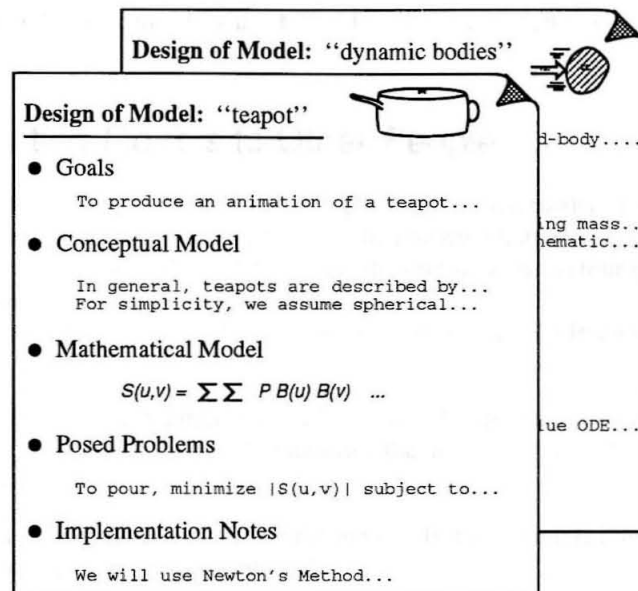 Design of Model: “dynamic bodies”
Design of Model: “teapot”
● Goals
To produce an animation of a teapot...
● Conceptual Model
In general, teapots are described by...
For simplicity, we assume spherical...
● Mathematical Model
S(u,v) = ∑ ∑ P B(u) B(v) ...
● Posed Problems
To pour, minimize |S(u,v)| subject to...
● Implementation Notes
We will use Newton's Method...
d-body....
ing mass..
hematic...
lue ODE...